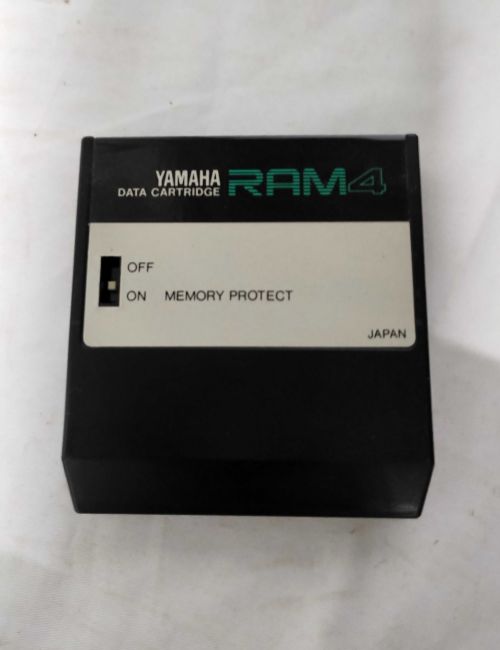 YAMAHA
DATA CARTRIDGE RAM4
OFF
ON MEMORY PROTECT
JAPAN